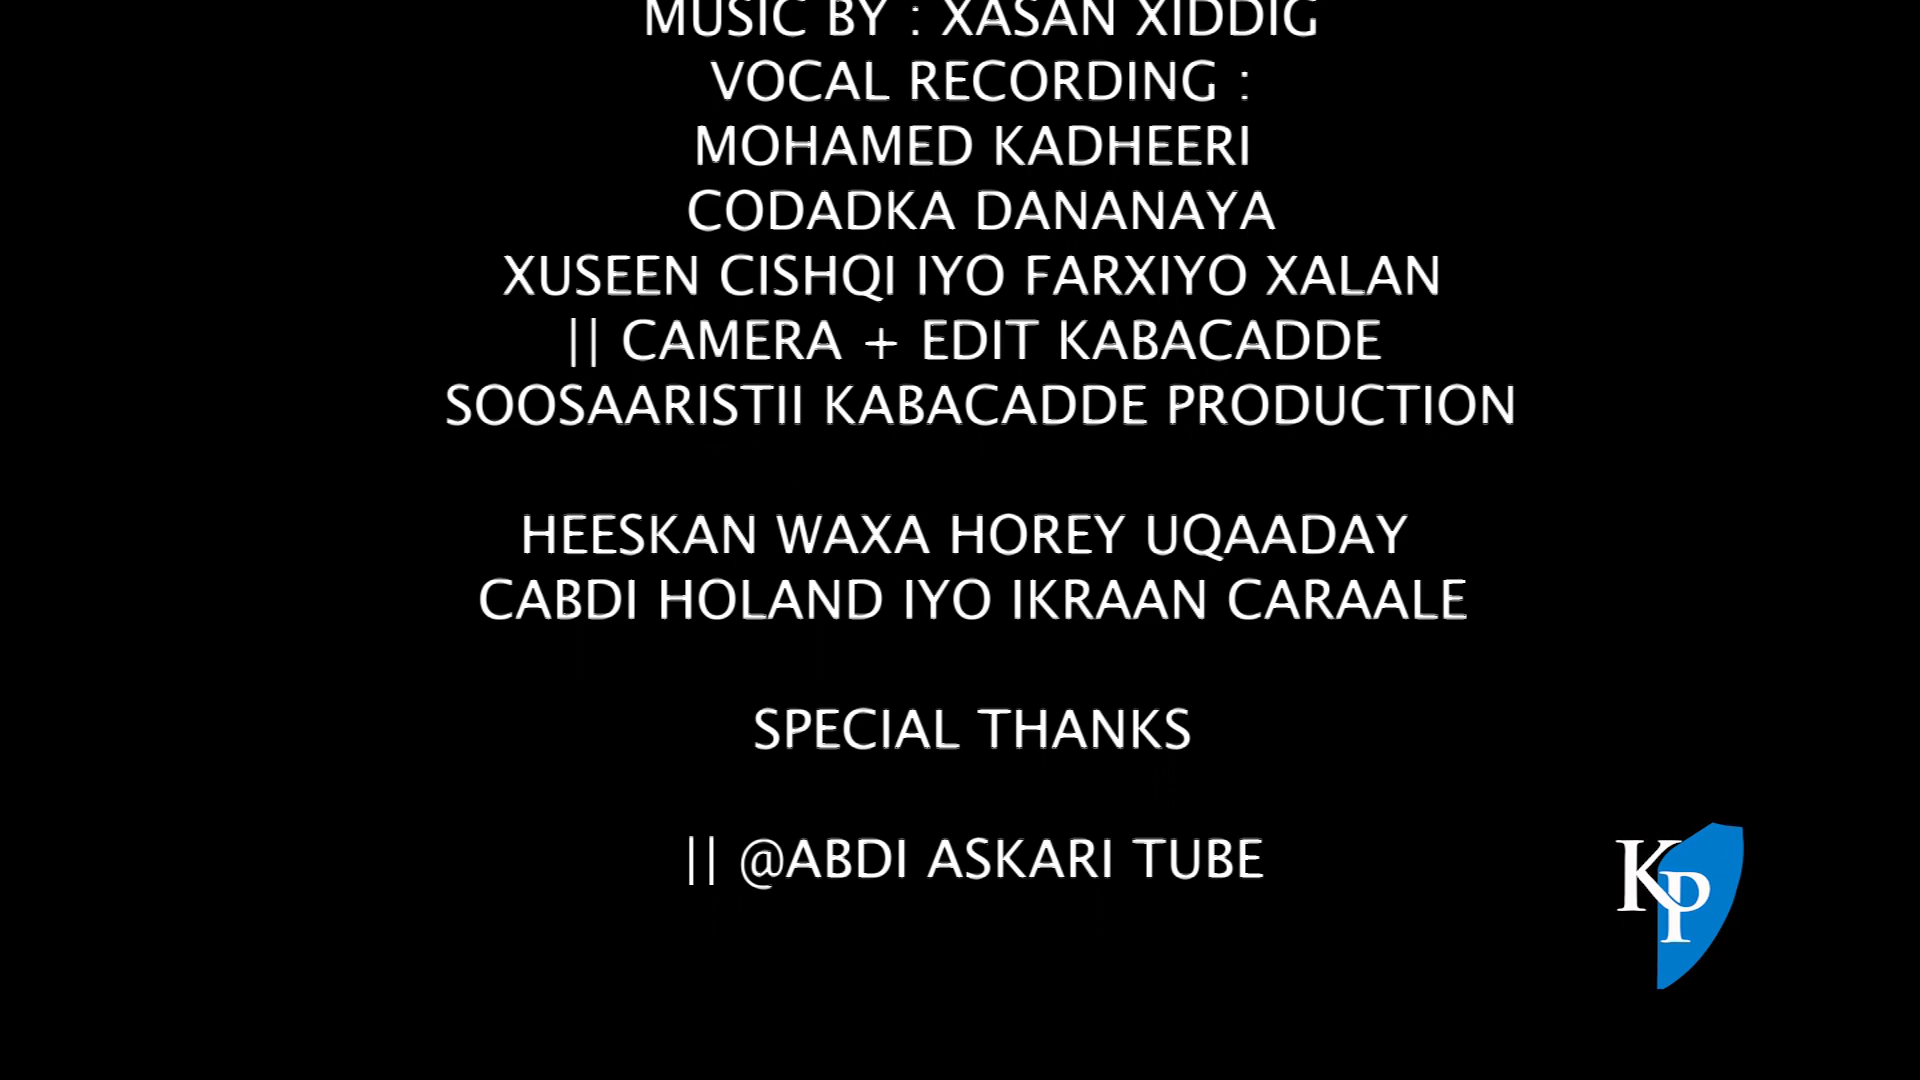 MUSIC BY : XASAN XIDDIG
VOCAL RECORDING :
MOHAMED KADHEERI
CODADKA DANANAYA
XUSEEN CISHQI IYO FARXIYO XALAN
|| CAMERA + EDIT KABACADDE
SOOSAARISTII KABACADDE PRODUCTION
HEESKAN WAXA HOREY UQAADAY
CABDI HOLAND IYO IKRAAN CARAALE
SPECIAL THANKS
|| @ABDI ASKARI TUBE
KP